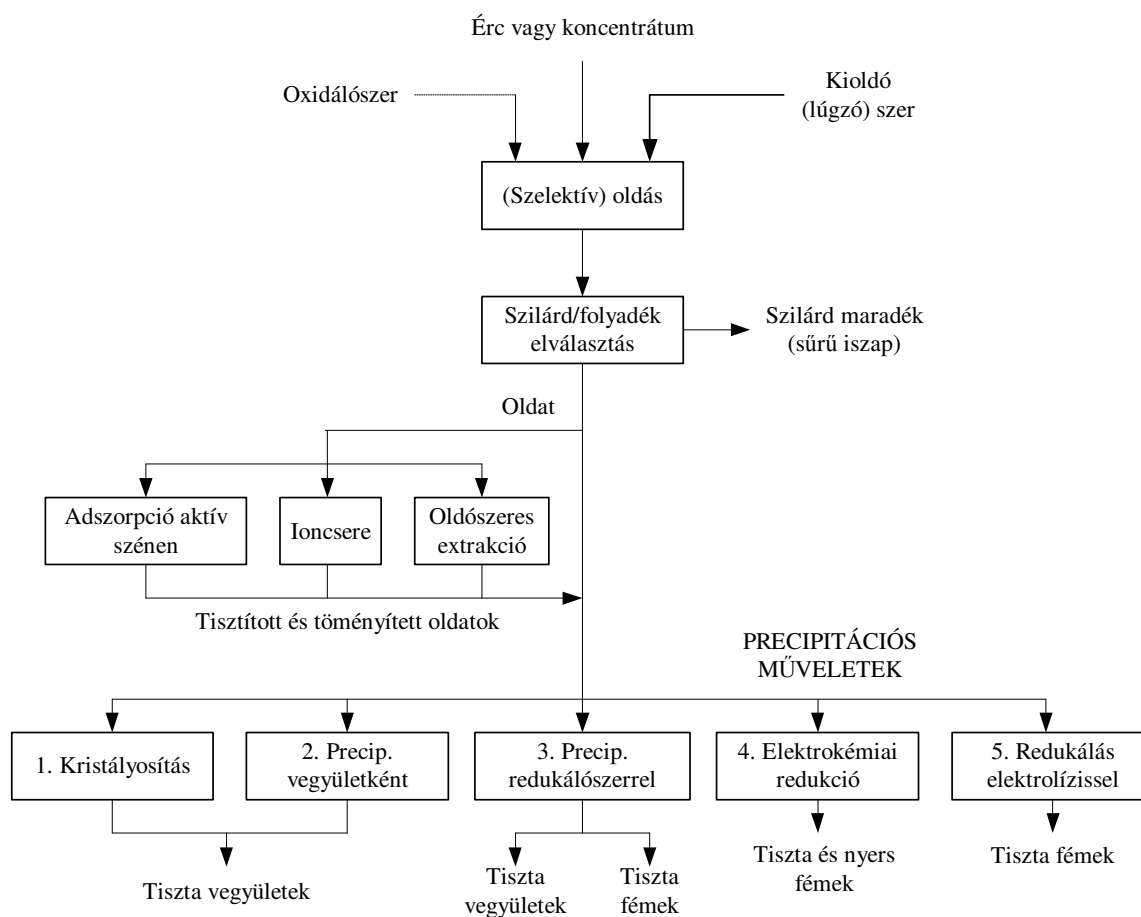 Érc vagy koncentrátum
Oxidálószer
Kioldó
(lúgzó) szer
(Szelektív) oldás
Szilárd/folyadék
elválasztás
Szilárd maradék
(sűrű iszap)
Oldat
Adszorpció aktív
szénen
Ioncsere
Oldószeres
extrakció
Tisztított és töményített oldatok
PRECIPITÁCIÓS
MŰVELETEK
1. Kristályosítás
2. Precip.
vegyületként
3. Precip.
redukálószerrel
4. Elektrokémiai
redukció
5. Redukálás
elektrolízissel
Tiszta vegyületek
Tiszta
vegyületek
Tiszta
fémek
Tiszta és nyers
fémek
Tiszta fémek